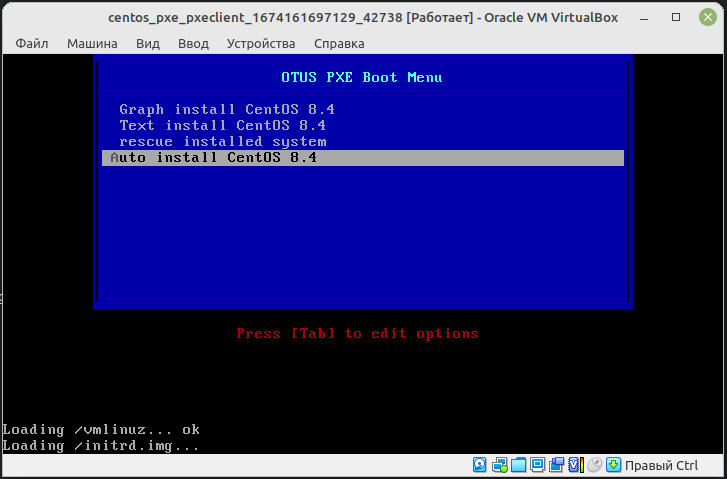 centos_pxe_pxeclient_1674161697129_42738 [Работает] - Oracle VM VirtualBox
Файл Машина Вид Ввод Устройства Справка
OTUS PXE Boot Menu
Graph install CentOS 8.4
Text install CentOS 8.4
rescue installed system
Auto install CentOS 8.4
Press [Tab] to edit options
Loading /vmlinuz... ok
Loading /initrd.img...
Правый Ctrl